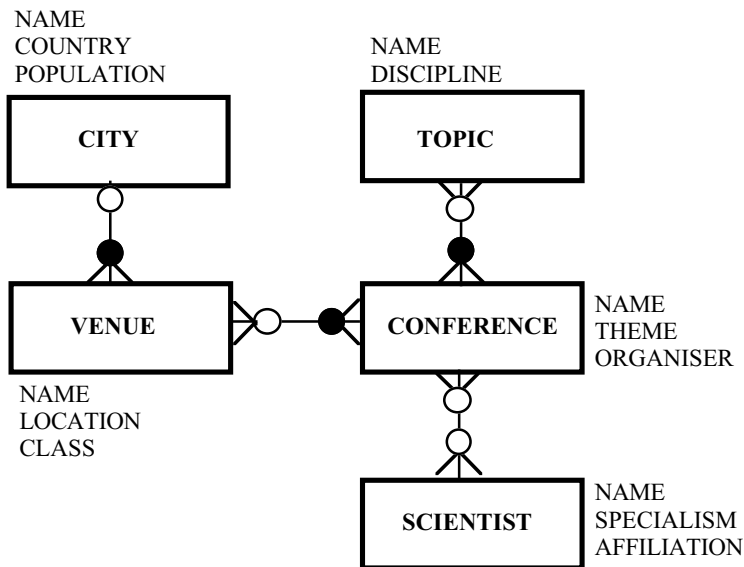 NAME
COUNTRY
POPULATION
NAME
DISCIPLINE
CITY
TOPIC
VENUE
CONFERENCE
NAME
THEME
ORGANISER
NAME
LOCATION
CLASS
SCIENTIST
NAME
SPECIALISM
AFFILIATION